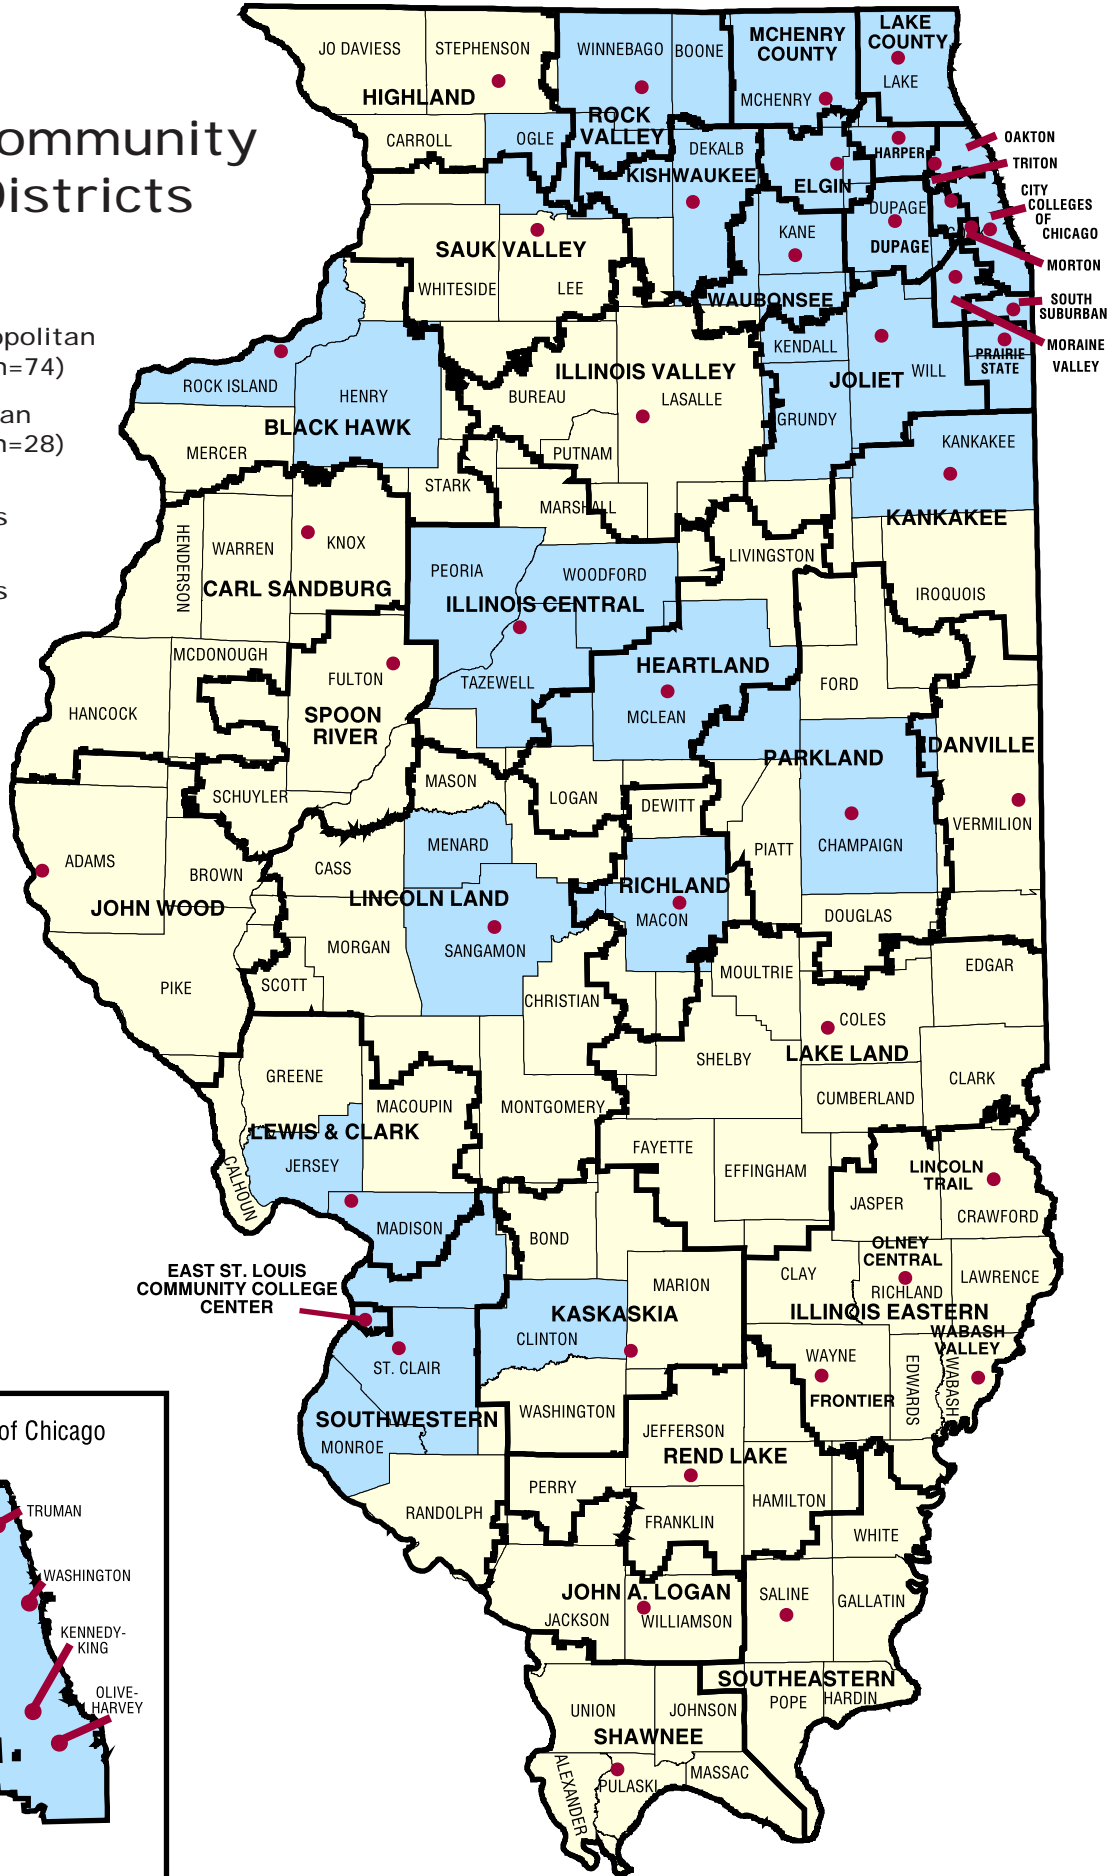 ommunity
Districts
opolitan
n=74)
an
n=28)
s
s
JO DAVIESS
STEPHENSON
HIGHLAND
CARROLL
WINNEBAGO
BOONE
ROCK
VALLEY
OGLE
MCHENRY
COUNTY
MCHENRY
LAKE
COUNTY
LAKE
DEKALB
KISHWAUKEE
ELGIN
HARPER
OAKTON
TRITON
CITY
COLLEGES
OF
CHICAGO
MORTON
SOUTH
SUBURBAN
MORAINE
VALLEY
PRAIRIE
STATE
DUPAGE
DUPAGE
KANE
WAUBONSEE
SAUK VALLEY
WHITESIDE
LEE
KENDALL
JOLIET
WILL
GRUNDY
ROCK ISLAND
HENRY
BLACK HAWK
MERCER
ILLINOIS VALLEY
BUREAU
LASALLE
PUTNAM
STARK
MARSHALL
KANKAKEE
KANKAKEE
IROQUOIS
LIVINGSTON
HENDERSON
WARREN
KNOX
CARL SANDBURG
PEORIA
WOODFORD
ILLINOIS CENTRAL
TAZEWELL
HEARTLAND
MCLEAN
FORD
MCDONOUGH
HANCOCK
FULTON
SPOON
RIVER
SCHUYLER
MASON
LOGAN
DEWITT
PARKLAND
CHAMPAIGN
PIATT
DANVILLE
VERMILION
ADAMS
BROWN
JOHN WOOD
PIKE
CASS
MENARD
LINCOLN LAND
MORGAN
SANGAMON
SCOTT
CHRISTIAN
RICHLAND
MACON
DOUGLAS
MOULTRIE
EDGAR
COLES
LAKE LAND
SHELBY
CUMBERLAND
CLARK
GREENE
MACOUPIN
MONTGOMERY
LEWIS & CLARK
JERSEY
CALHOUN
MADISON
FAYETTE
EFFINGHAM
JASPER
LINCOLN
TRAIL
CRAWFORD
BOND
OLNEY
CENTRAL
RICHLAND
LAWRENCE
CLAY
ILLINOIS EASTERN
WABASH
VALLEY
WAYNE
FRONTIER
EDWARDS
WABASH
EAST ST. LOUIS
COMMUNITY COLLEGE
CENTER
MARION
KASKASKIA
CLINTON
ST. CLAIR
SOUTHWESTERN
MONROE
WASHINGTON
JEFFERSON
REND LAKE
PERRY
RANDOLPH
FRANKLIN
HAMILTON
WHITE
JOHN A. LOGAN
JACKSON
WILLIAMSON
SALINE
GALLATIN
SOUTHEASTERN
POPE
HARDIN
UNION
JOHNSON
SHAWNEE
ALEXANDER
PULASKI
MASSAC
of Chicago
TRUMAN
WASHINGTON
KENNEDY-
KING
OLIVE-
HARVEY